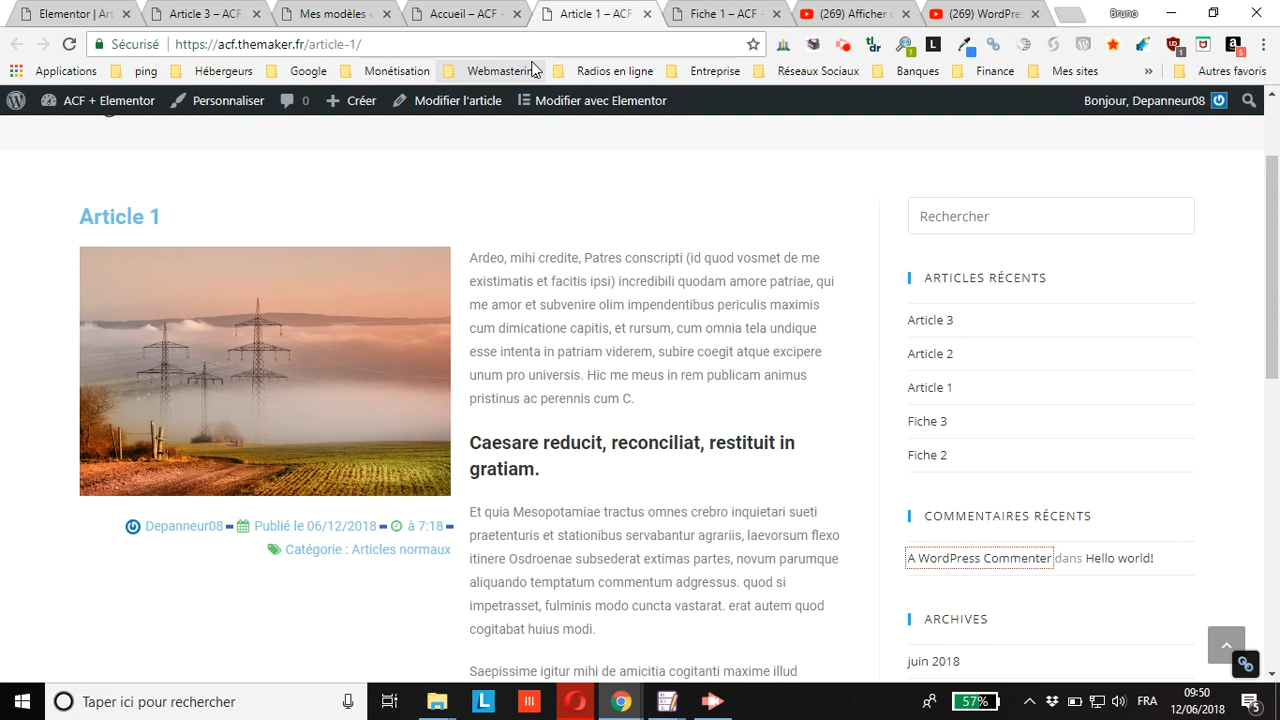 Elementor | Art
Article 3 – ACF
Mes modèles ‹
Accueil – ACF
Article 1 – ACF
Fiche 1 – ACF
(269) Afficher d
(269) WordPres
Bruno
Sécurisé
https://acf.themaker.fr/article-1/
Applications
ping
Hébergeurs
Google
Monétisation
Webmastering
Radios en ligne
Entreprise
Réseaux Sociaux
Banques
Finance
Mes sites
»
Autres favoris
ACF + Elementor
Personnaliser
0
Créer
Modifier l'article
Modifier avec Elementor
Bonjour, Depanneur08
Article 1
Ardeo, mihi credite, Patres conscripti (id quod vosmet de me
existimatis et facitis ipsi) incredibili quodam amore patriae, qui
me amor et subvenire olim impendentibus periculis maximis
cum dimicatione capitis, et rursum, cum omnia tela undique
esse intenta in patriam viderem, subire coegit atque excipere
unum pro universis. Hic me meus in rem publicam animus
pristinus ac perennis cum C.
Caesare reducit, reconciliat, restituit in
gratiam.
Et quia Mesopotamiae tractus omnes crebro inquietari sueti
praetenturis et stationibus servabantur agrariis, laevorsum flexo
itinere Osdroenae subsederat extimas partes, novum parumque
aliquando temptatum commentum adgressus. quod si
impetrasset, fulminis modo cuncta vastarat. erat autem quod
cogitabat huius modi.
Saepissime igitur mihi de amicitia cogitanti maxime illud
Depanneur08
Publié le 06/12/2018
à 7:18
Catégorie : Articles normaux
Rechercher
ARTICLES RÉCENTS
Article 3
Article 2
Article 1
Fiche 3
Fiche 2
COMMENTAIRES RÉCENTS
A WordPress Commenter dans Hello world!
ARCHIVES
juin 2018
Taper ici pour rechercher
57%
FRA
09:50
12/06/2018
5